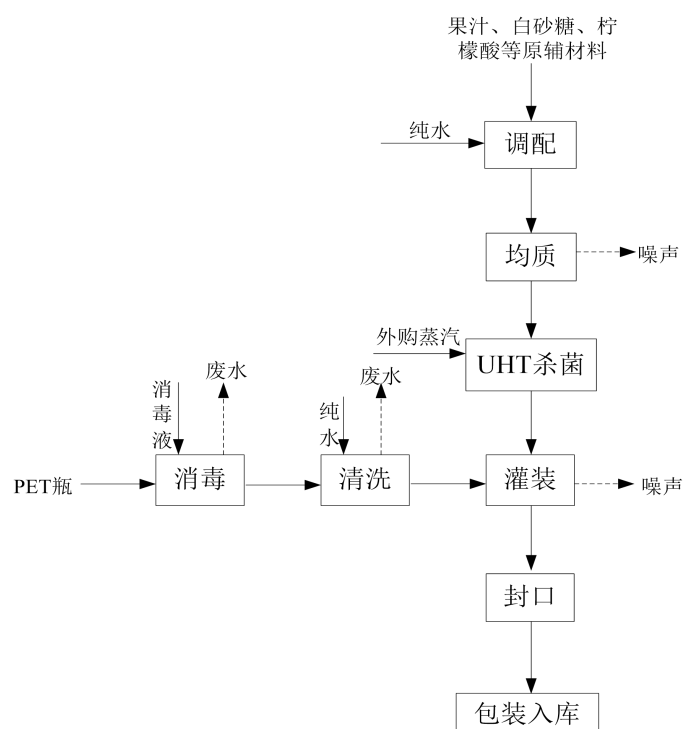 果汁、白砂糖、柠
檬酸等原辅材料
纯水
调配
均质
噪声
外购蒸汽
UHT杀菌
废水
废水
消毒液
纯水
PET瓶
消毒
清洗
灌装
噪声
封口
包装入库